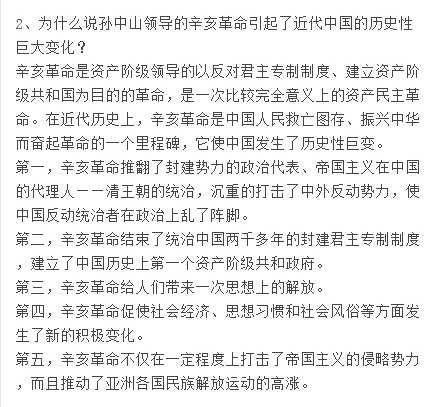 2、为什么说孙中山领导的辛亥革命引起了近代中国的历史性
巨大变化？
辛亥革命是资产阶级领导的以反对君主专制制度、建立资产阶
级共和国为目的的革命，是一次比较完全意义上的资产民主革
命。在近代历史上，辛亥革命是中国人民救亡图存、振兴中华
而奋起革命的一个里程碑，它使中国发生了历史性巨变。
第一，辛亥革命推翻了封建势力的政治代表、帝国主义在中国
的代理人－－清王朝的统治，沉重的打击了中外反动势力，使
中国反动统治者在政治上乱了阵脚。
第二，辛亥革命结束了统治中国两千多年的封建君主专制制度
，建立了中国历史上第一个资产阶级共和政府。
第三，辛亥革命给人们带来一次思想上的解放。
第四，辛亥革命促使社会经济、思想习惯和社会风俗等方面发
生了新的积极变化。
第五，辛亥革命不仅在一定程度上打击了帝国主义的侵略势力
，而且推动了亚洲各国民族解放运动的高涨。